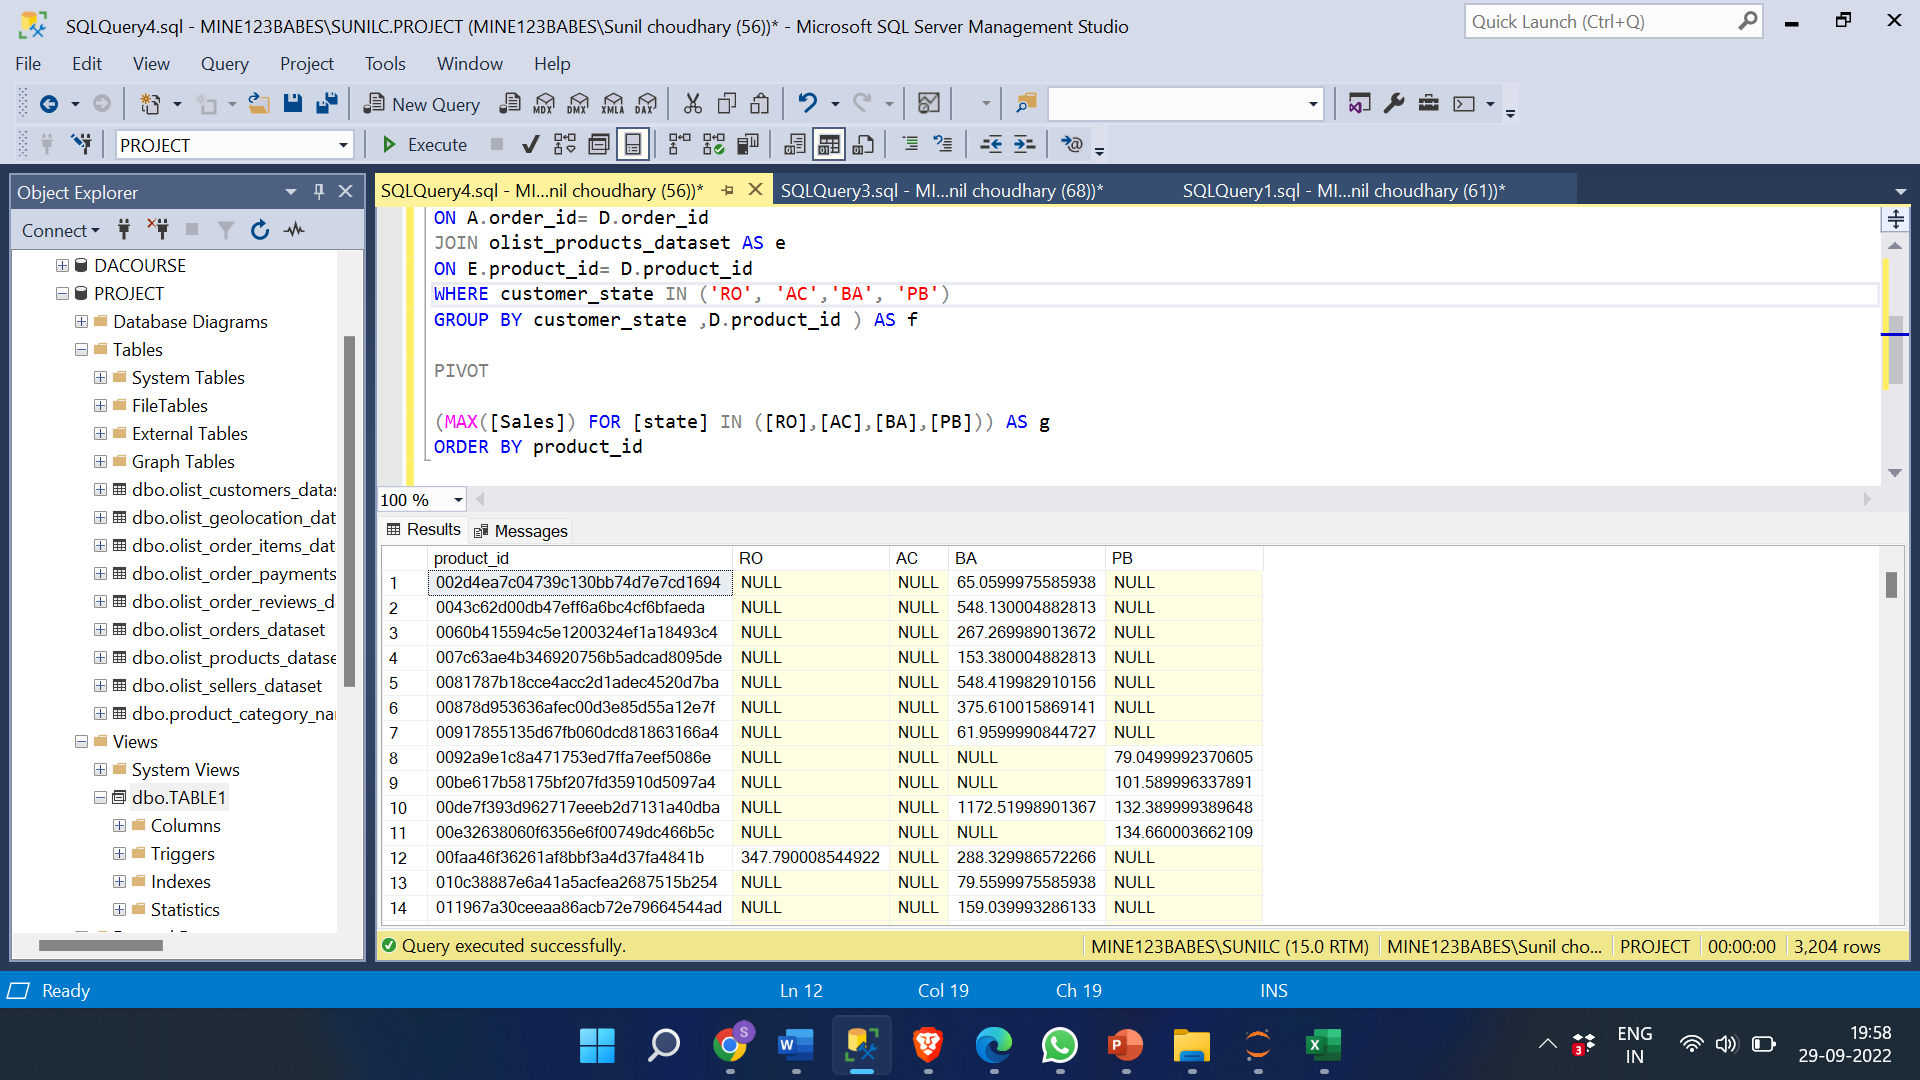 SQLQuery4.sql - MINE123BABES\SUNILC.PROJECT (MINE123BABES\Sunil choudhary (56))* - Microsoft SQL Server Management Studio
Quick Launch (Ctrl+Q)
File Edit View Query Project Tools Window Help
New Query MDX DMX XMLA DAX
PROJECT Execute
Object Explorer
SQLQuery4.sql - MI...nil choudhary (56))* SQLQuery3.sql - MI...nil choudhary (68))* SQLQuery1.sql - MI...nil choudhary (61))*
Connect
DACOURSE
PROJECT
Database Diagrams
Tables
System Tables
FileTables
External Tables
Graph Tables
dbo.olist_customers_datas
dbo.olist_geolocation_dat
dbo.olist_order_items_dat
dbo.olist_order_payments
dbo.olist_order_reviews_d
dbo.olist_orders_dataset
dbo.olist_products_datase
dbo.olist_sellers_dataset
dbo.product_category_na
Views
System Views
dbo.TABLE1
Columns
Triggers
Indexes
Statistics
ON A.order_id= D.order_id
JOIN olist_products_dataset AS e
ON E.product_id= D.product_id
WHERE customer_state IN ('RO', 'AC','BA', 'PB')
GROUP BY customer_state ,D.product_id ) AS f
PIVOT
(MAX([Sales]) FOR [state] IN ([RO],[AC],[BA],[PB])) AS g
ORDER BY product_id
100 %
Results Messages
product_id RO AC BA PB
1 002d4ea7c04739c130bb74d7e7cd1694 NULL NULL 65.0599975585938 NULL
2 0043c62d00db47eff6a6bc4cf6bfaeda NULL NULL 548.130004882813 NULL
3 0060b415594c5e1200324ef1a18493c4 NULL NULL 267.269989013672 NULL
4 007c63ae4b346920756b5adcad8095de NULL NULL 153.380004882813 NULL
5 0081787b18cce4acc2d1adec4520d7ba NULL NULL 548.419982910156 NULL
6 00878d953636afec00d3e85d55a12e7f NULL NULL 375.610015869141 NULL
7 00917855135d67fb060dcd81863166a4 NULL NULL 61.9599990844727 NULL
8 0092a9e1c8a471753ed7ffa7eef5086e NULL NULL NULL 79.0499992370605
9 00be617b58175bf207fd35910d5097a4 NULL NULL NULL 101.589996337891
10 00de7f393d962717eeeb2d7131a40dba NULL NULL 1172.51998901367 132.389999389648
11 00e32638060f6356e6f00749dc466b5c NULL NULL NULL 134.660003662109
12 00faa46f36261af8bbf3a4d37fa4841b 347.790008544922 NULL 288.329986572266 NULL
13 010c38887e6a41a5acfea2687515b254 NULL NULL 79.5599975585938 NULL
14 011967a30ceeaa86acb72e79664544ad NULL NULL 159.039993286133 NULL
Query executed successfully. MINE123BABES\SUNILC (15.0 RTM) MINE123BABES\Sunil cho... PROJECT 00:00:00 3,204 rows
Ready Ln 12 Col 19 Ch 19 INS
S
W
P
X
3
ENG
IN
19:58
29-09-2022